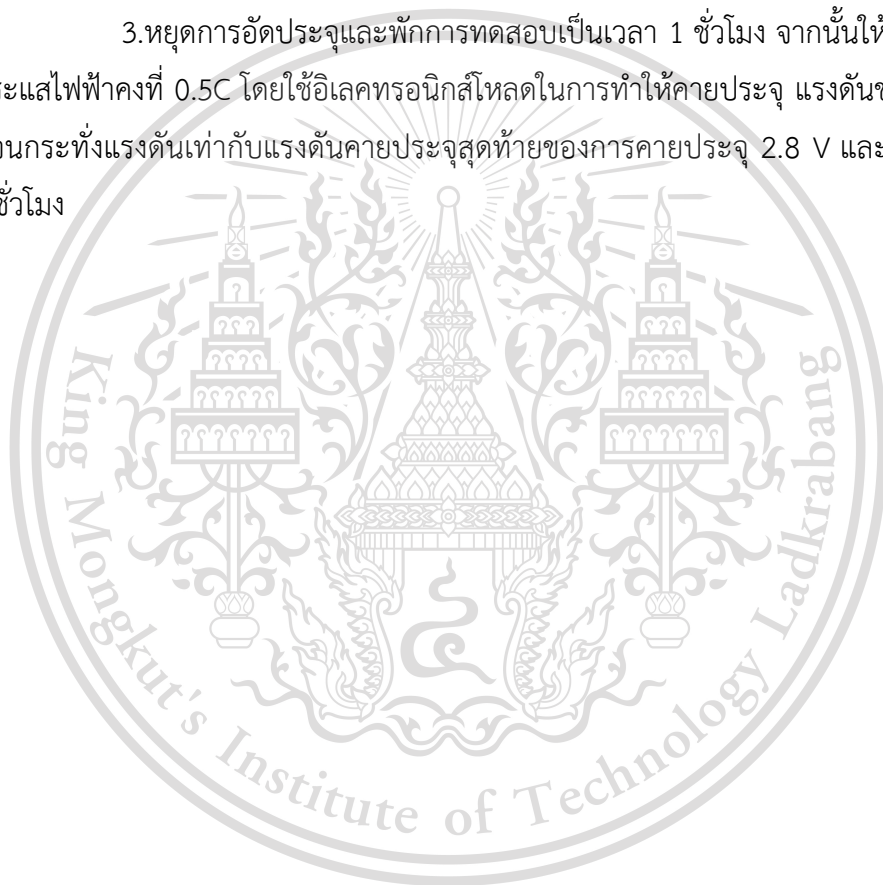 3.หยุดการอัดประจุและพักการทดสอบเป็นเวลา 1 ชั่วโมง จากนั้นให้
ะแสไฟฟ้าคงที่ 0.5C โดยใช้อิเลคทรอนิกส์โหลดในการทำให้คายประจุ แรงดันข
นกระทั่งแรงดันเท่ากับแรงดันคายประจุสุดท้ายของการคายประจุ 2.8 V และ
ชั่วโมง
King Mongkut's Institute of Technology Ladkrabang